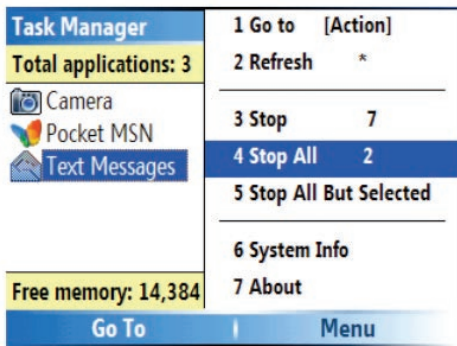 Task Manager
Total applications: 3
Camera
Pocket MSN
Text Messages
Free memory: 14,384
1 Go to [Action]
2 Refresh *
3 Stop 7
4 Stop All 2
5 Stop All But Selected
6 System Info
7 About
Go To Menu